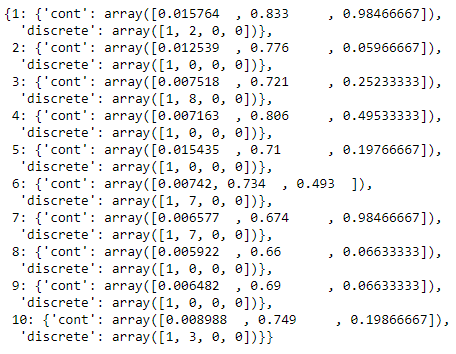 {1: {'cont': array([0.015764  , 0.833     , 0.98466667]),
  'discrete': array([1, 2, 0, 0])},
 2: {'cont': array([0.012539  , 0.776     , 0.05966667]),
  'discrete': array([1, 0, 0, 0])},
 3: {'cont': array([0.007518  , 0.721     , 0.25233333]),
  'discrete': array([1, 8, 0, 0])},
 4: {'cont': array([0.007163  , 0.806     , 0.49533333]),
  'discrete': array([1, 0, 0, 0])},
 5: {'cont': array([0.015435  , 0.71      , 0.19766667]),
  'discrete': array([1, 0, 0, 0])},
 6: {'cont': array([0.00742, 0.734  , 0.493  ]),
  'discrete': array([1, 7, 0, 0])},
 7: {'cont': array([0.006577  , 0.674     , 0.98466667]),
  'discrete': array([1, 7, 0, 0])},
 8: {'cont': array([0.005922  , 0.66      , 0.06633333]),
  'discrete': array([1, 0, 0, 0])},
 9: {'cont': array([0.006482  , 0.69      , 0.06633333]),
  'discrete': array([1, 0, 0, 0])},
 10: {'cont': array([0.008988  , 0.749     , 0.19866667]),
  'discrete': array([1, 3, 0, 0])}}